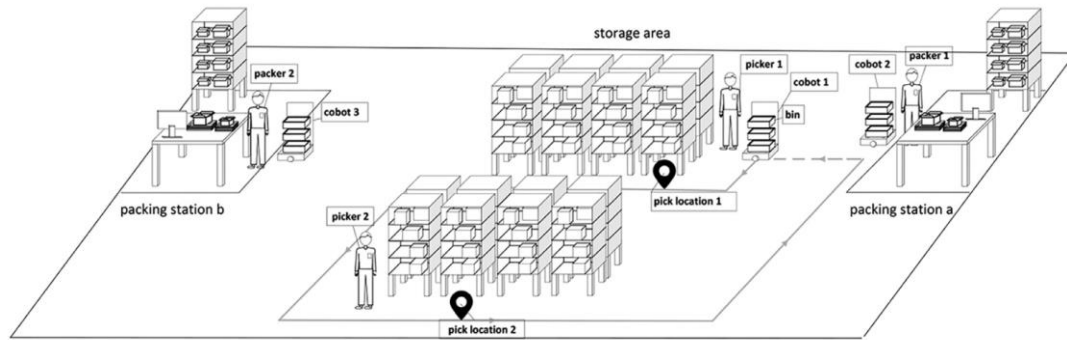 storage area
packer 2
cobot 3
picker 1
cobot 1
bin
cobot 2
packer 1
packing station b
pick location 1
packing station a
picker 2
pick location 2